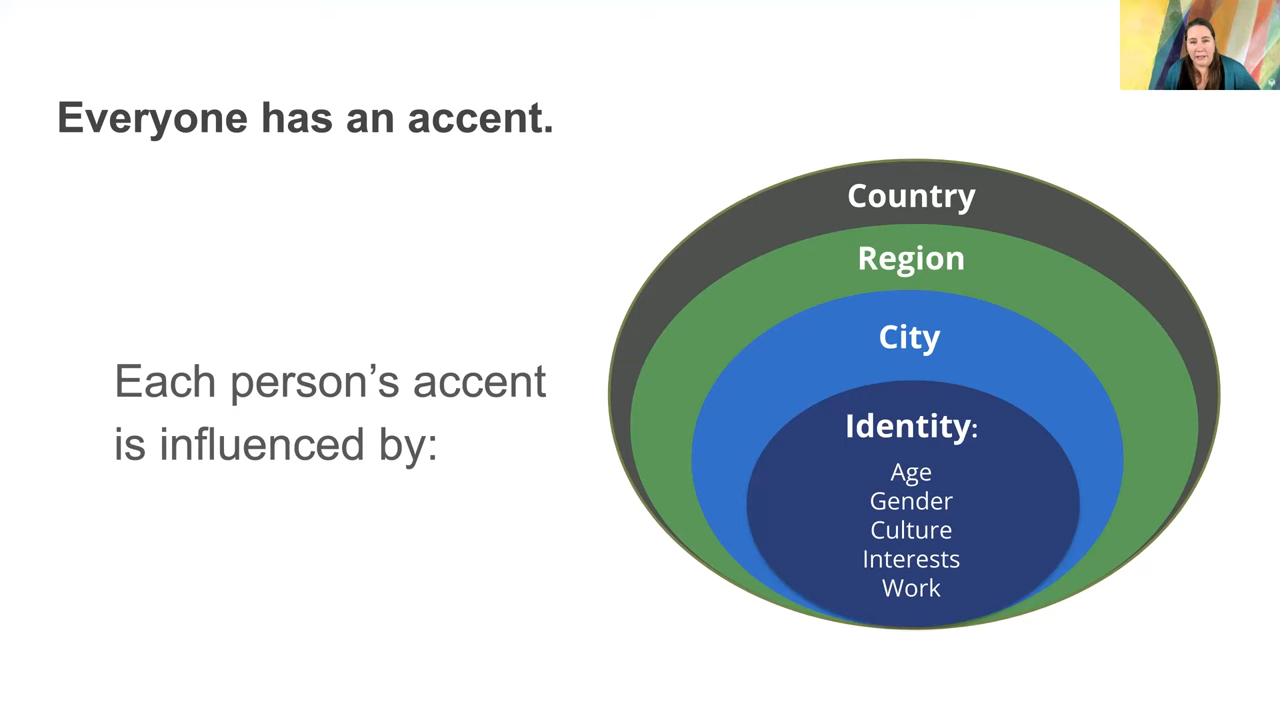 Everyone has an accent.
Each person’s accent
is influenced by:
Country
Region
City
Identity:
Age
Gender
Culture
Interests
Work